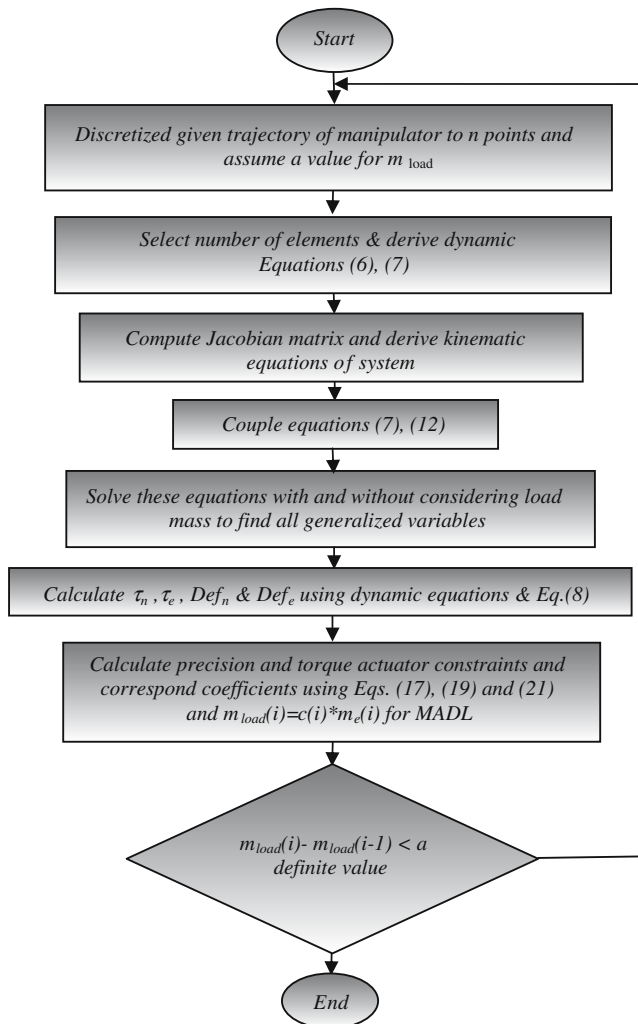 Start
Discretized given trajectory of manipulator to n points and
assume a value for m load
Select number of elements & derive dynamic
Equations (6), (7)
Compute Jacobian matrix and derive kinematic
equations of system
Couple equations (7), (12)
Solve these equations with and without considering load
mass to find all generalized variables
Calculate τn ,τe , Defn & Defe using dynamic equations & Eq.(8)
Calculate precision and torque actuator constraints and
correspond coefficients using Eqs. (17), (19) and (21)
and mload(i)=c(i)*me(i) for MADL
mload(i)- mload(i-1) < a
definite value
End